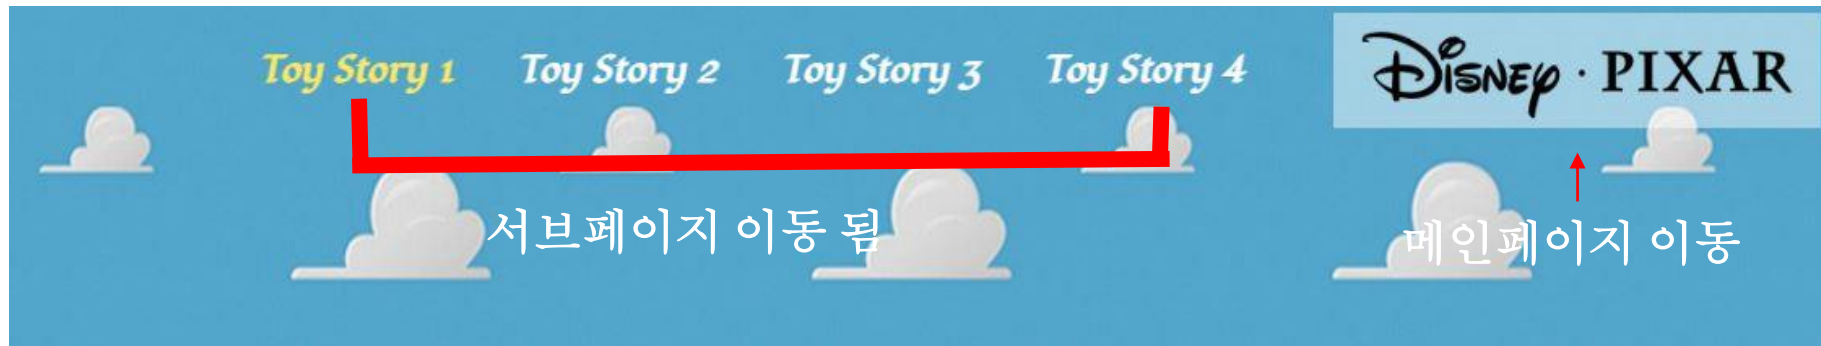 Toy Story 1 Toy Story 2 Toy Story 3 Toy Story 4
DISNEY · PIXAR
서브페이지 이동 됨
메인페이지 이동